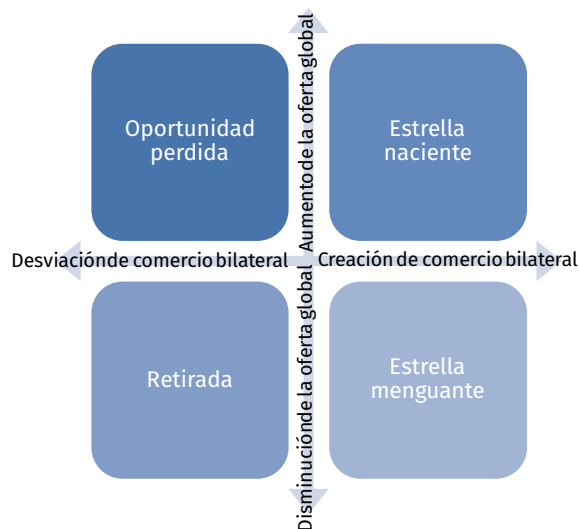 Oportunidad
perdida
Aumento de la oferta global
Estrella
naciente
Desviaciónde comercio bilateral
Creación de comercio bilateral
Retirada
Disminuciónde la oferta global
Estrella
menguante